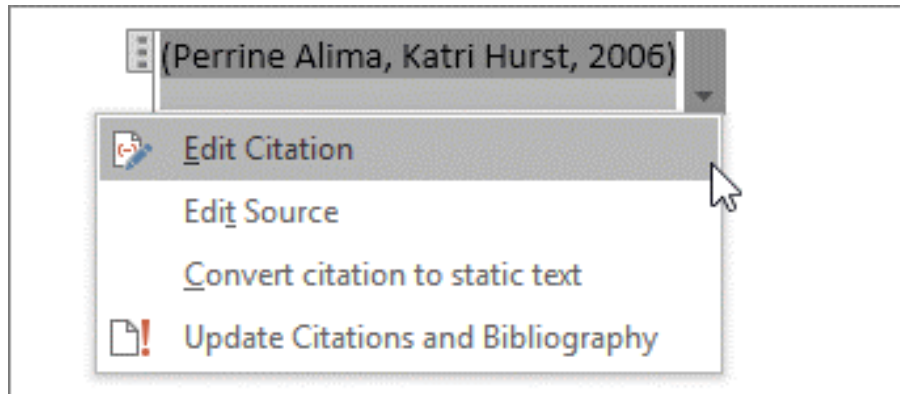 (Perrine Alima, Katri Hurst, 2006)
Edit Citation
Edit Source
Convert citation to static text
Update Citations and Bibliography